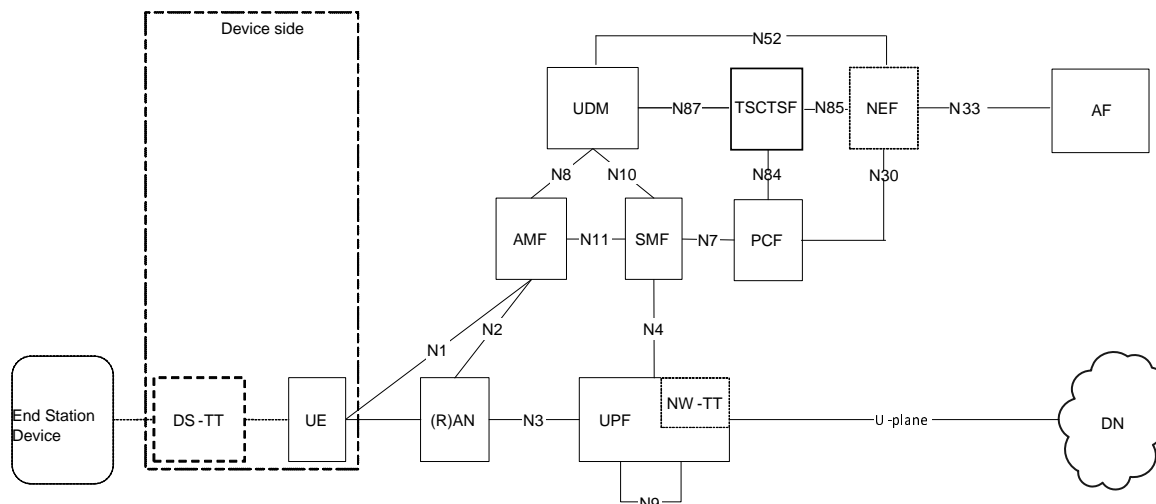 Device side
N52
UDM
N87
TSCTSF
N85
NEF
N33
AF
N8
N10
N84
N30
AMF
N11
SMF
N7
PCF
N1
N2
N4
End Station
Device
DS -TT
UE
(R)AN
N3
UPF
NW -TT
U -plane
DN
N9